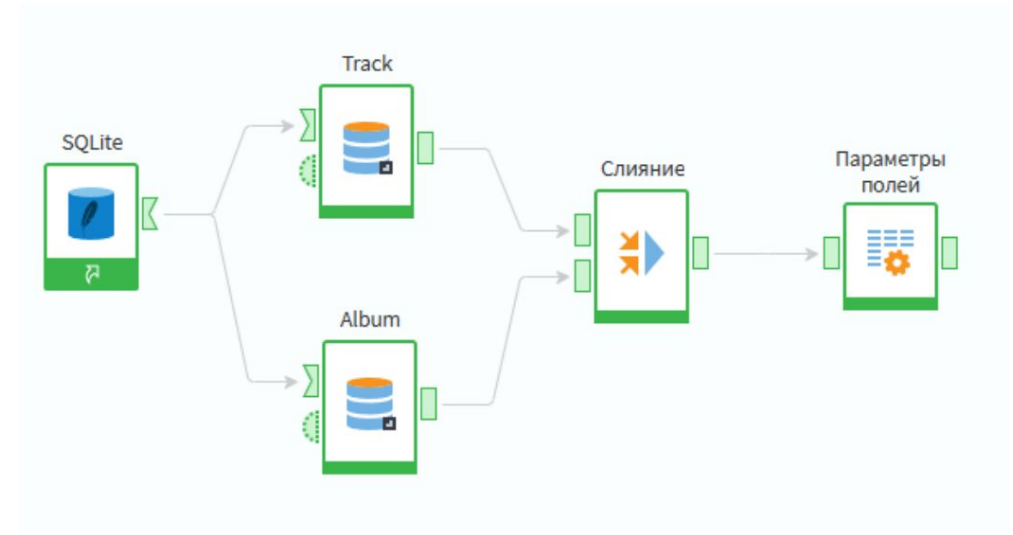 Track
SQLite
Слияние
Параметры
полей
Album